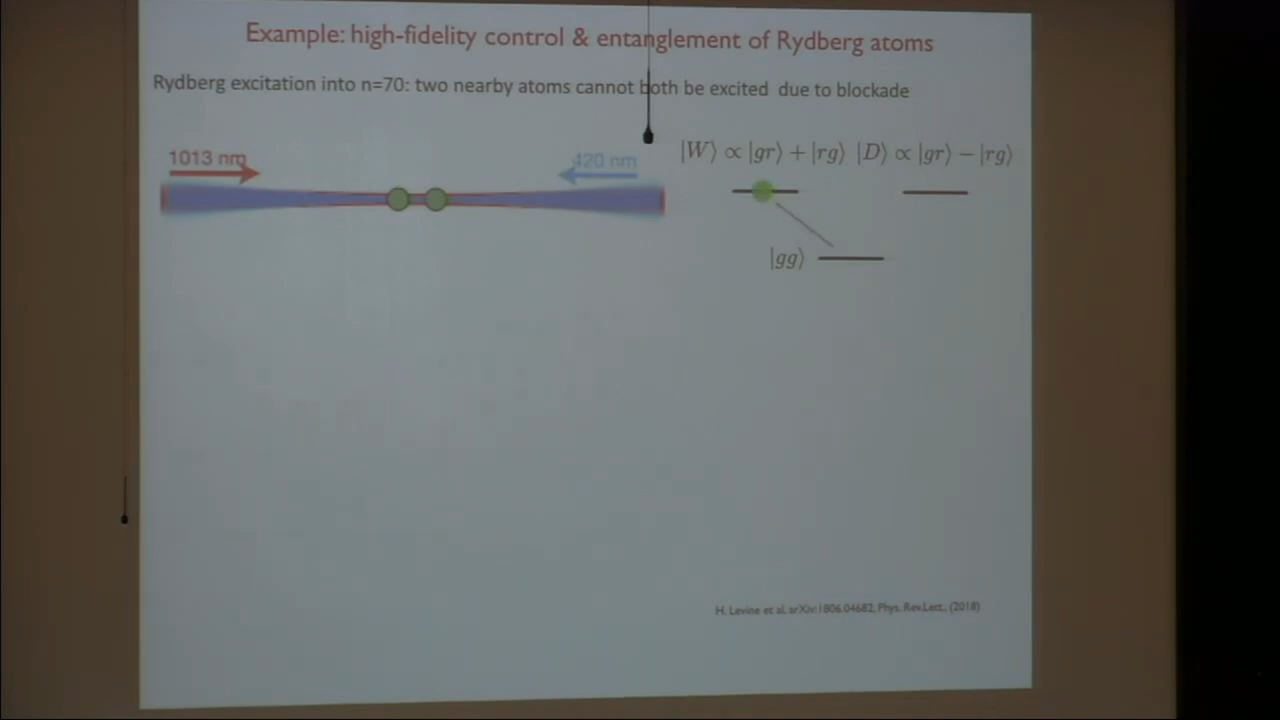 Example: high-fidelity control & entanglement of Rydberg atoms
Rydberg excitation into n=70: two nearby atoms cannot both be excited due to blockade
1013 nm
420 nm
|W⟩ ∝ |gr⟩ + |rg⟩ |D⟩ ∝ |gr⟩ − |rg⟩
|gg⟩
H. Levine et al, arXiv:1806.04682, Phys. Rev.Lett., (2018)